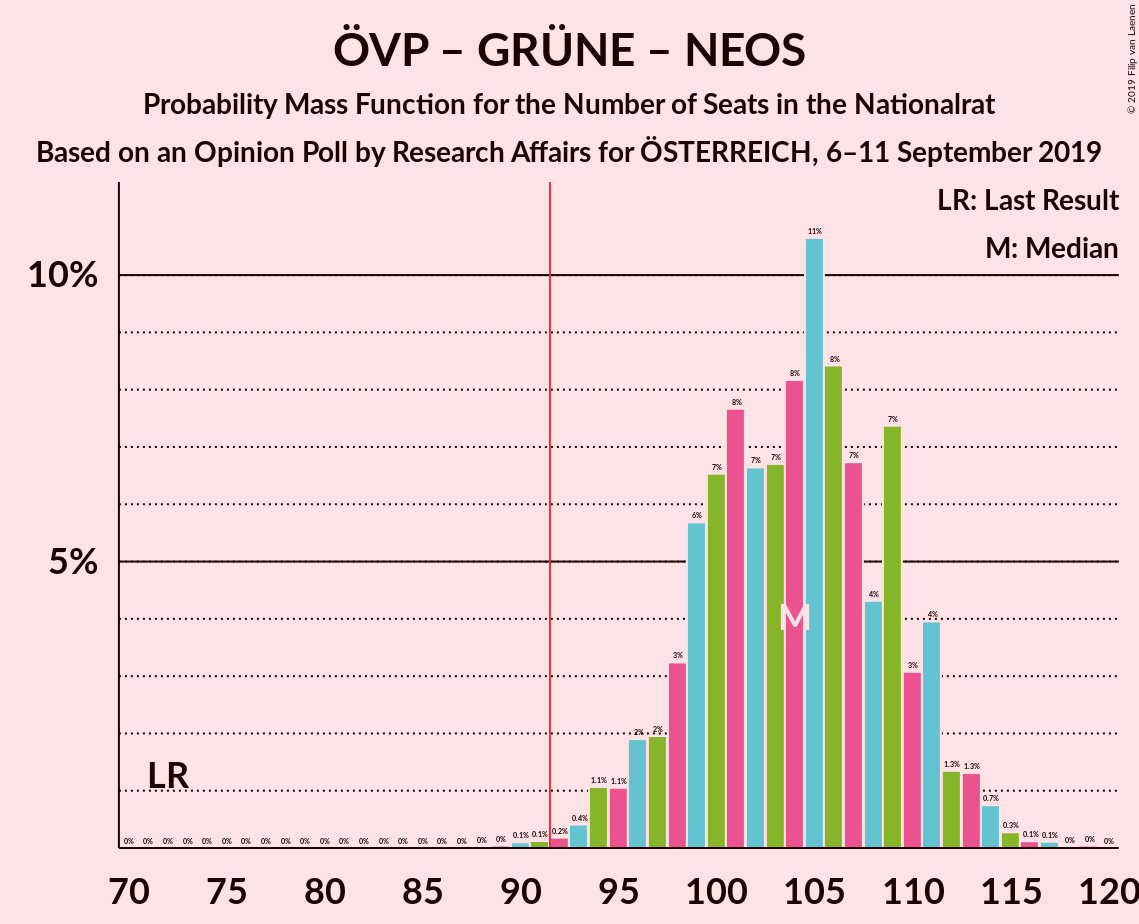 ÖVP – GRÜNE – NEOS
Probability Mass Function for the Number of Seats in the Nationalrat
Based on an Opinion Poll by Research Affairs for ÖSTERREICH, 6–11 September 2019
© 2019 Filip van Laenen
LR: Last Result
M: Median
10%
5%
LR
M
0% 0% 0% 0% 0% 0% 0% 0% 0% 0% 0% 0% 0% 0% 0% 0% 0% 0% 0% 0% 0.1% 0.1% 0.2% 0.4% 1.1% 1.1% 2% 2% 3% 6% 7% 8% 7% 7% 8% 11% 8% 7% 4% 7% 3% 4% 1.3% 1.3% 0.7% 0.3% 0.1% 0.1% 0% 0% 0%
70 75 80 85 90 95 100 105 110 115 120